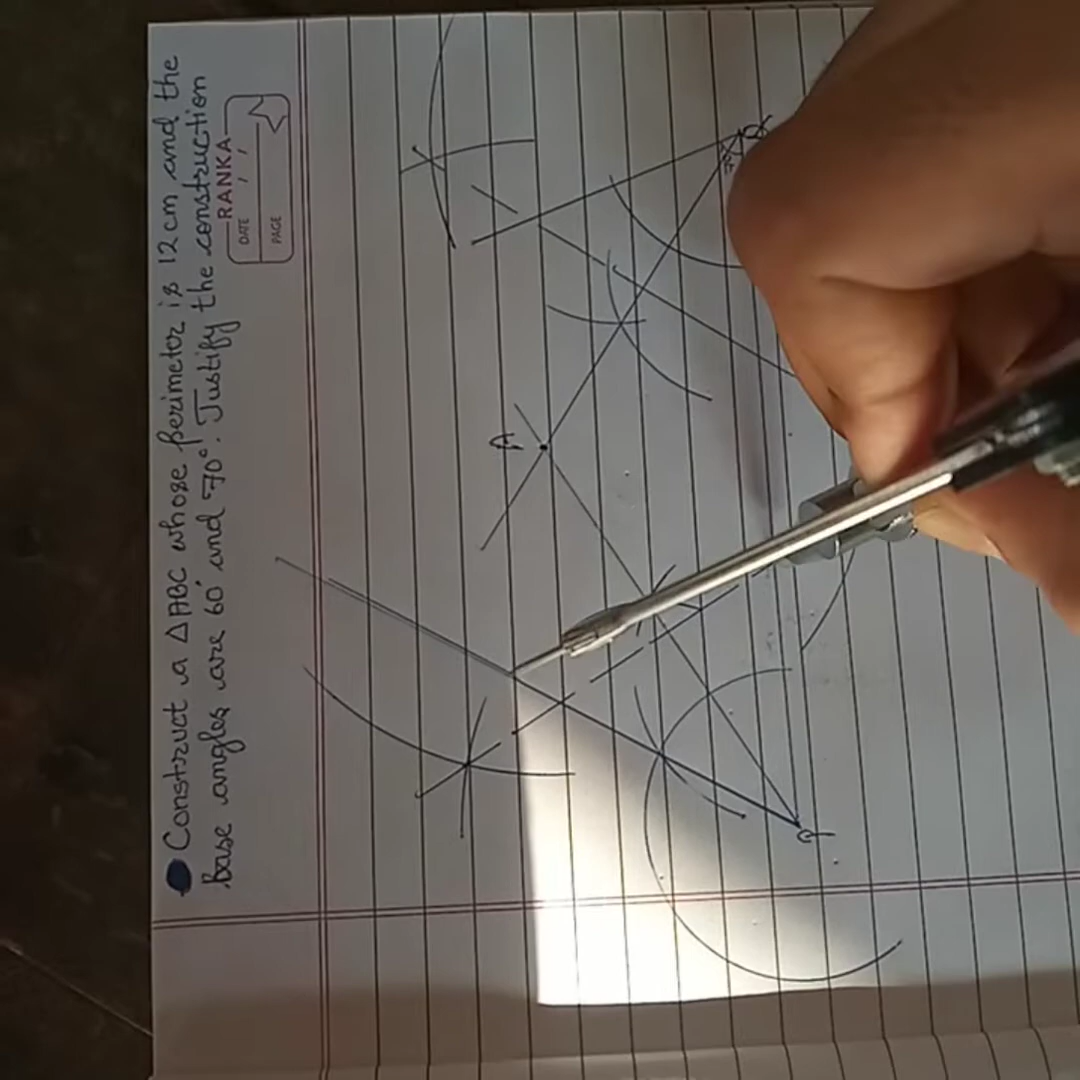 Construct a △ABC whose perimeter is 12 cm and the
base angles are 60° and 70°. Justify the construction
RANKA
DATE / /
PAGE
A